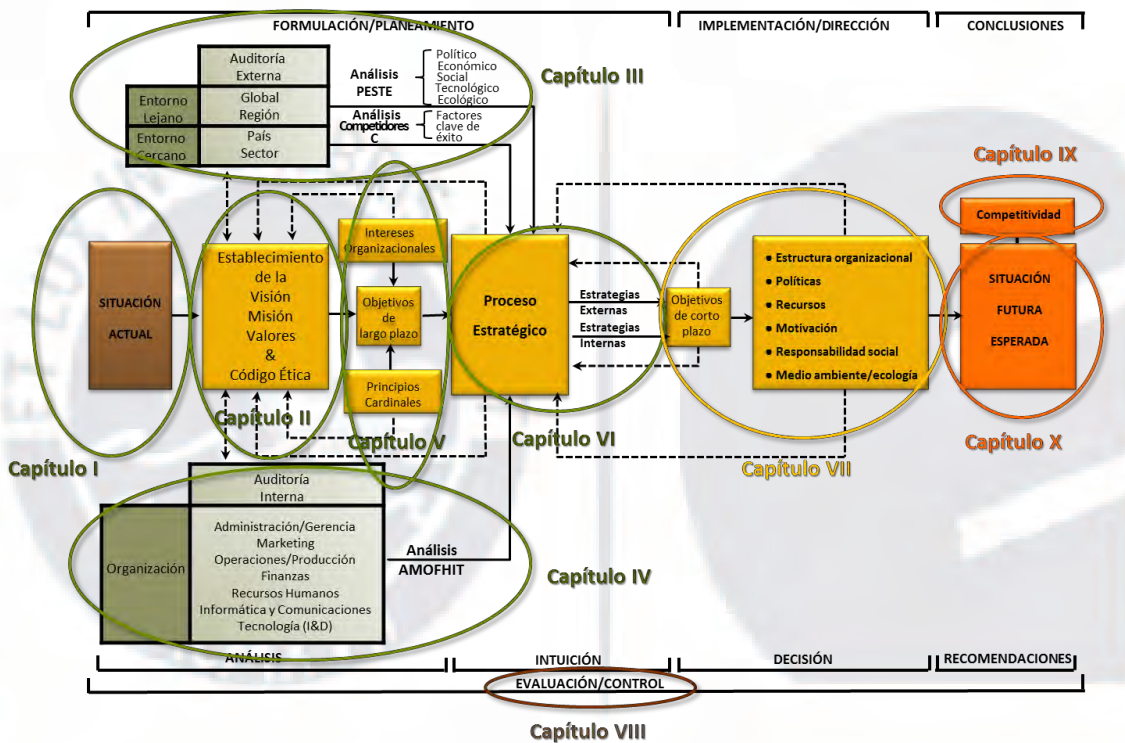 FORMULACIÓN/PLANEAMIENTO
IMPLEMENTACIÓN/DIRECCIÓN
CONCLUSIONES
Auditoría
Externa
Entorno
Lejano
Global
Región
Entorno
Cercano
País
Sector
Análisis
PESTE
Político
Económico
Social
Tecnológico
Ecológico
Análisis
Competidores
C
Factores
clave de
éxito
Capítulo III
Capítulo IX
Competitividad
SITUACIÓN
ACTUAL
Capítulo I
Establecimiento
de la
Visión
Misión
Valores
&
Código Ética
Capítulo II
Intereses
Organizacionales
Objetivos
de
largo plazo
Principios
Cardinales
Capítulo V
Proceso
Estratégico
Estrategias
Externas
Estrategias
Internas
Capítulo VI
Objetivos
de corto
plazo
• Estructura organizacional
• Políticas
• Recursos
• Motivación
• Responsabilidad social
• Medio ambiente/ecología
Capítulo VII
SITUACIÓN
FUTURA
ESPERADA
Capítulo X
Auditoría
Interna
Organización
Administración/Gerencia
Marketing
Operaciones/Producción
Finanzas
Recursos Humanos
Informática y Comunicaciones
Tecnología (I&D)
Análisis
AMOFHIT
Capítulo IV
ANÁLISIS
INTUICIÓN
DECISIÓN
RECOMENDACIONES
EVALUACIÓN/CONTROL
Capítulo VIII